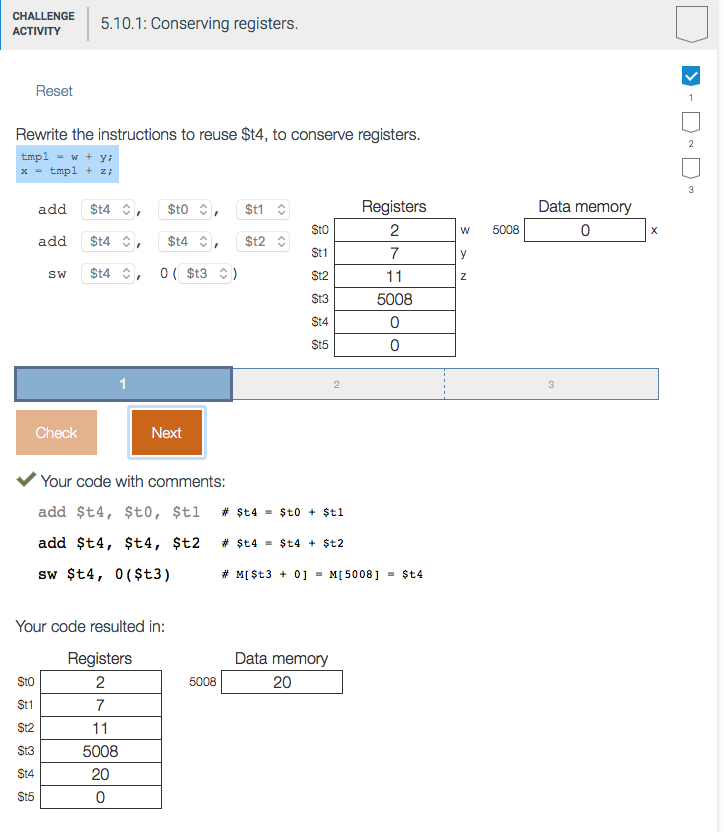 CHALLENGE
ACTIVITY
5.10.1: Conserving registers.
1
2
3
Reset
Rewrite the instructions to reuse $t4, to conserve registers.
tmp1 = w + y;
x = tmp1 + z;
add $t4 , $t0 , $t1
add $t4 , $t4 , $t2
sw $t4 , 0 ( $t3 )
Registers
$t0 2 w
$t1 7 y
$t2 11 z
$t3 5008
$t4 0
$t5 0
Data memory
5008 0 x
1 2 3
Check Next
Your code with comments:
add $t4, $t0, $t1 # $t4 = $t0 + $t1
add $t4, $t4, $t2 # $t4 = $t4 + $t2
sw $t4, 0($t3) # M[$t3 + 0] = M[5008] = $t4
Your code resulted in:
Registers
$t0 2
$t1 7
$t2 11
$t3 5008
$t4 20
$t5 0
Data memory
5008 20